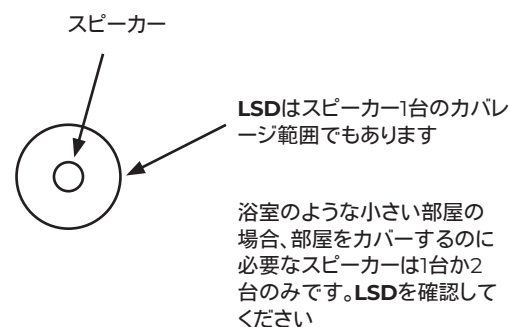 スピーカー
LSDはスピーカー1台のカバレ
ージ範囲でもあります
浴室のような小さい部屋の
場合、部屋をカバーするのに
必要なスピーカーは1台か2
台のみです。LSDを確認して
ください